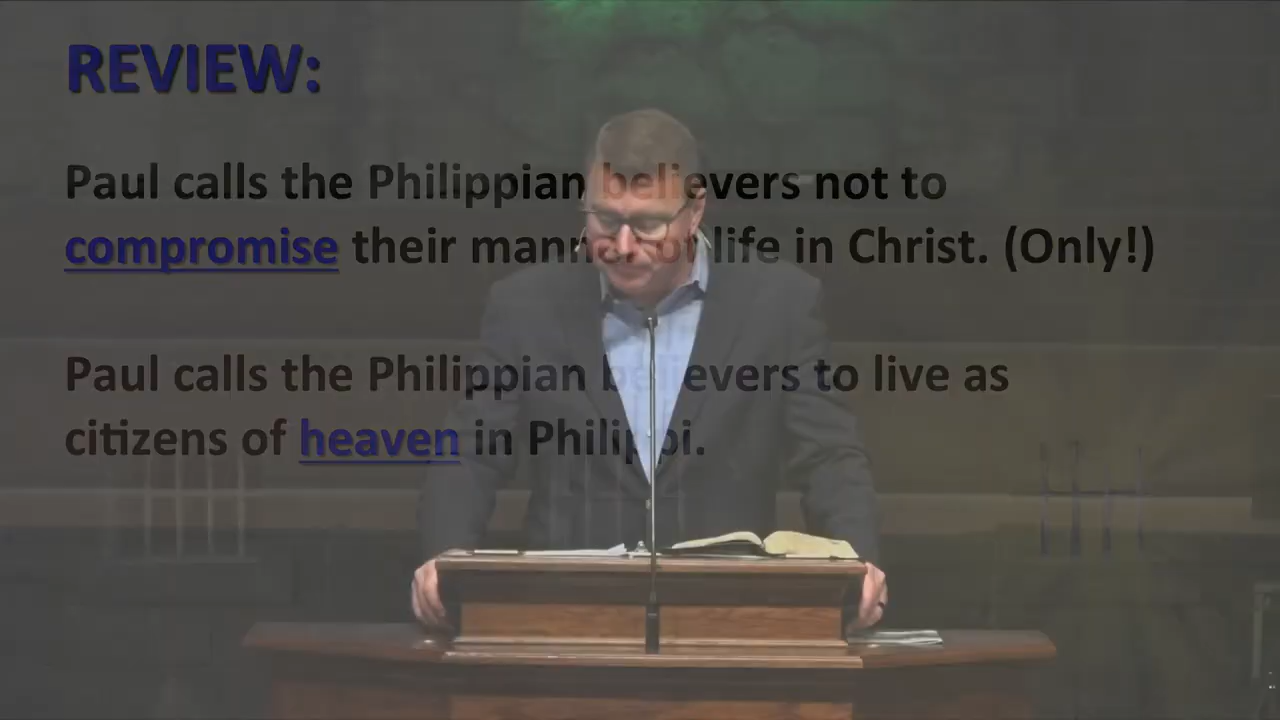 REVIEW:
Paul calls the Philippian believers not to
compromise their manner of life in Christ. (Only!)
Paul calls the Philippian believers to live as
citizens of heaven in Philippi.